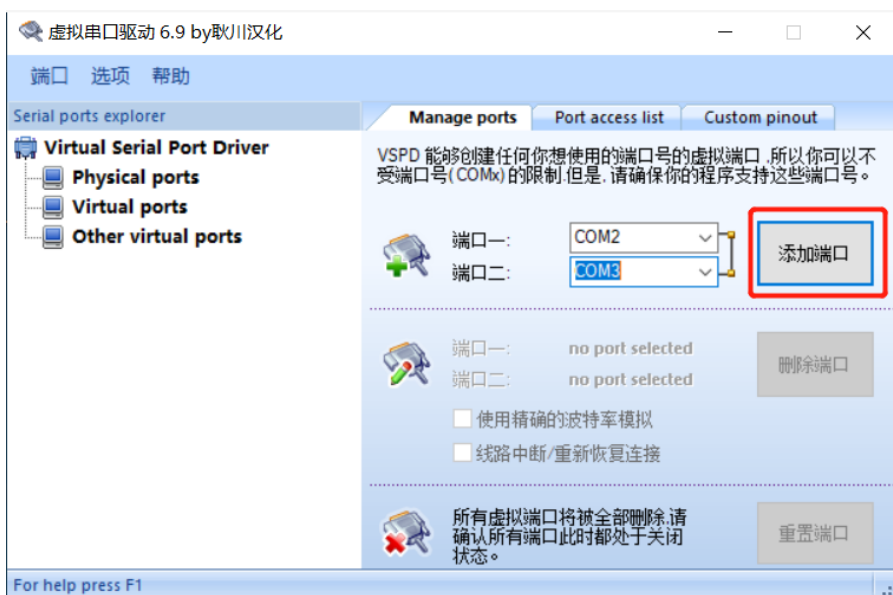 虚拟串口驱动 6.9 by耿川汉化
端口 选项 帮助
Serial ports explorer
Virtual Serial Port Driver
Physical ports
Virtual ports
Other virtual ports
Manage ports Port access list Custom pinout
VSPD 能够创建任何你想使用的端口号的虚拟端口 .所以你可以不
受端口号(COMx)的限制.但是, 请确保你的程序支持这些端口号。
端口一: COM2
端口二: COM3
添加端口
端口一: no port selected
端口二: no port selected
删除端口
使用精确的波特率模拟
线路中断/重新恢复连接
所有虚拟端口将被全部删除.请
确认所有端口此时都处于关闭
状态。
重置端口
For help press F1